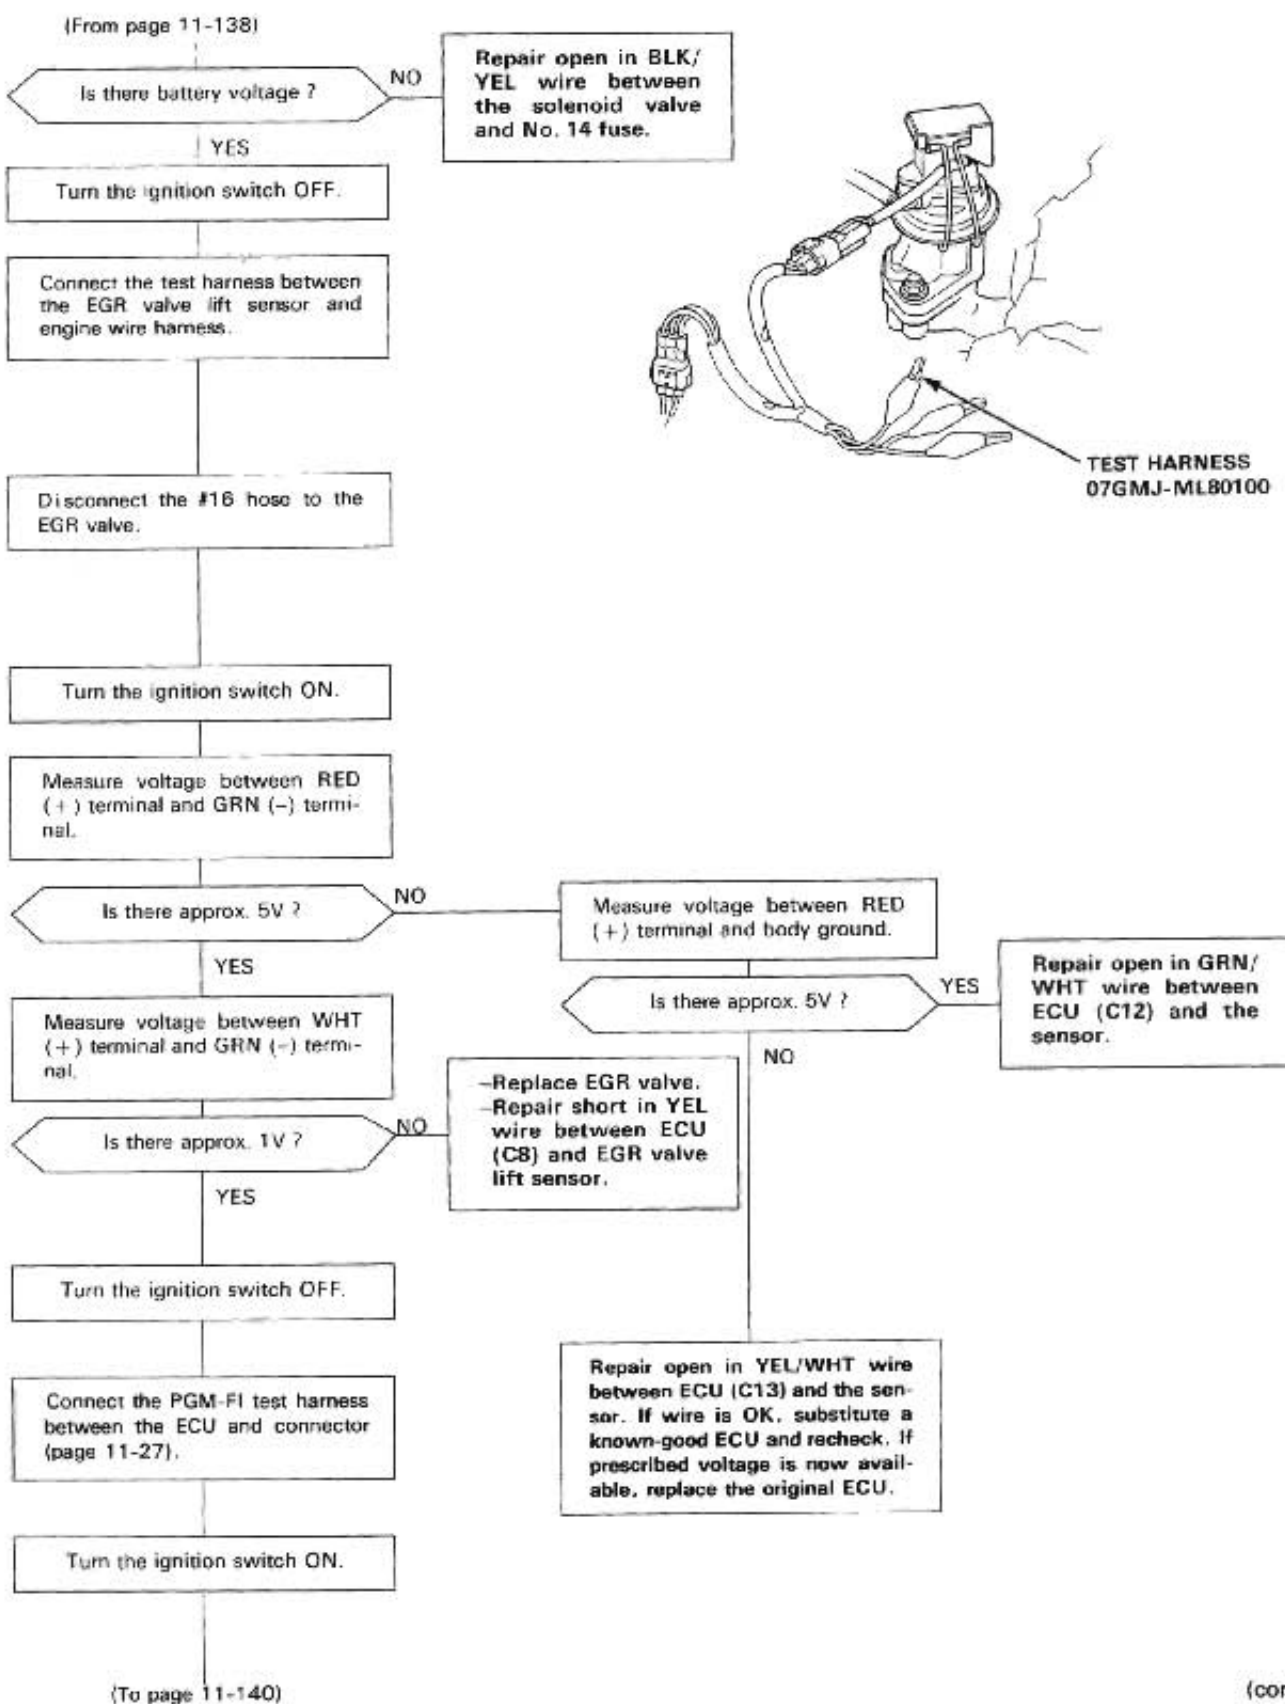 (From page 11-138)
Is there battery voltage ?
NO
Repair open in BLK/
YEL wire between
the solenoid valve
and No. 14 fuse.
YES
Turn the ignition switch OFF.
Connect the test harness between
the EGR valve lift sensor and
engine wire harness.
TEST HARNESS
07GMJ-ML80100
Disconnect the #16 hose to the
EGR valve.
Turn the ignition switch ON.
Measure voltage between RED
(+) terminal and GRN (–) termi-
nal.
Is there approx. 5V ?
NO
Measure voltage between RED
(+) terminal and body ground.
Is there approx. 5V ?
YES
Repair open in GRN/
WHT wire between
ECU (C12) and the
sensor.
YES
Measure voltage between WHT
(+) terminal and GRN (–) termi-
nal.
NO
Is there approx. 1V ?
NO
–Replace EGR valve.
–Repair short in YEL
wire between ECU
(C8) and EGR valve
lift sensor.
YES
Turn the ignition switch OFF.
Repair open in YEL/WHT wire
between ECU (C13) and the sen-
sor. If wire is OK, substitute a
known-good ECU and recheck. If
prescribed voltage is now avail-
able, replace the original ECU.
Connect the PGM-FI test harness
between the ECU and connector
(page 11-27).
Turn the ignition switch ON.
(To page 11-140)
(cor